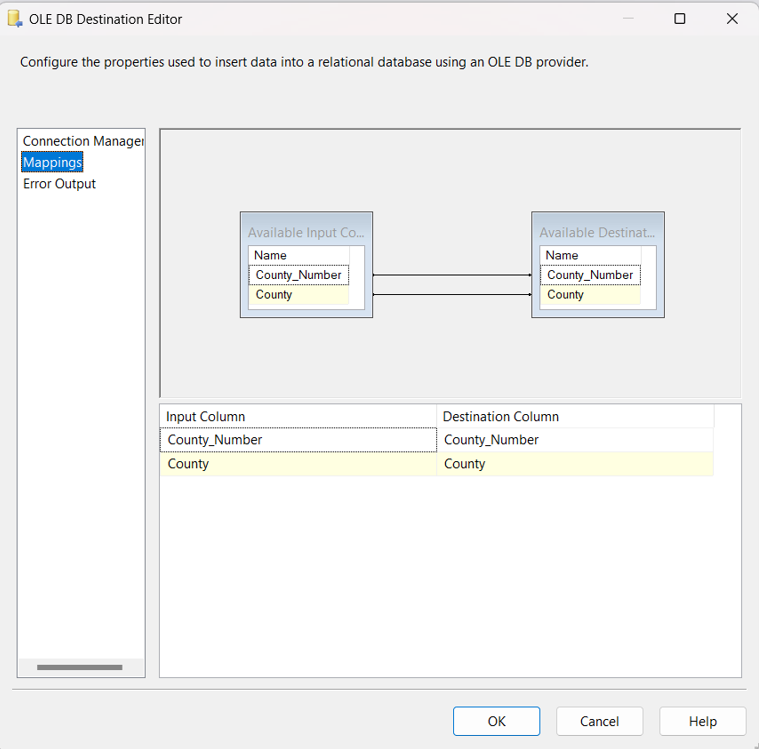 OLE DB Destination Editor
Configure the properties used to insert data into a relational database using an OLE DB provider.
Connection Manager
Mappings
Error Output
Available Input Co...
Name
County_Number
County
Available Destinat...
Name
County_Number
County
Input Column Destination Column
County_Number County_Number
County County
OK Cancel Help